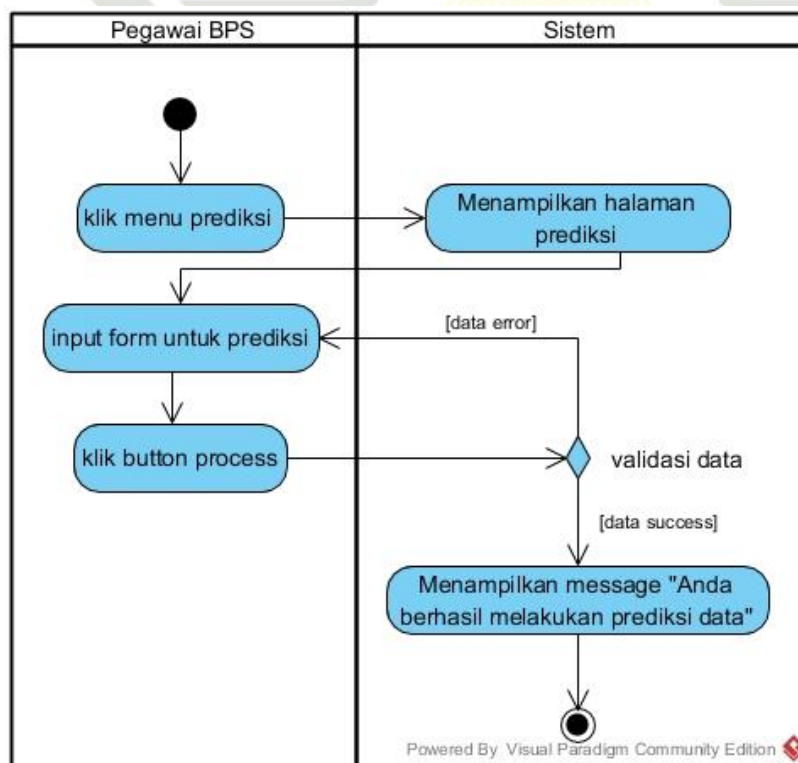 Pegawai BPS
Sistem
klik menu prediksi
Menampilkan halaman
prediksi
input form untuk prediksi
[data error]
klik button process
validasi data
[data success]
Menampilkan message "Anda
berhasil melakukan prediksi data"
Powered By Visual Paradigm Community Edition